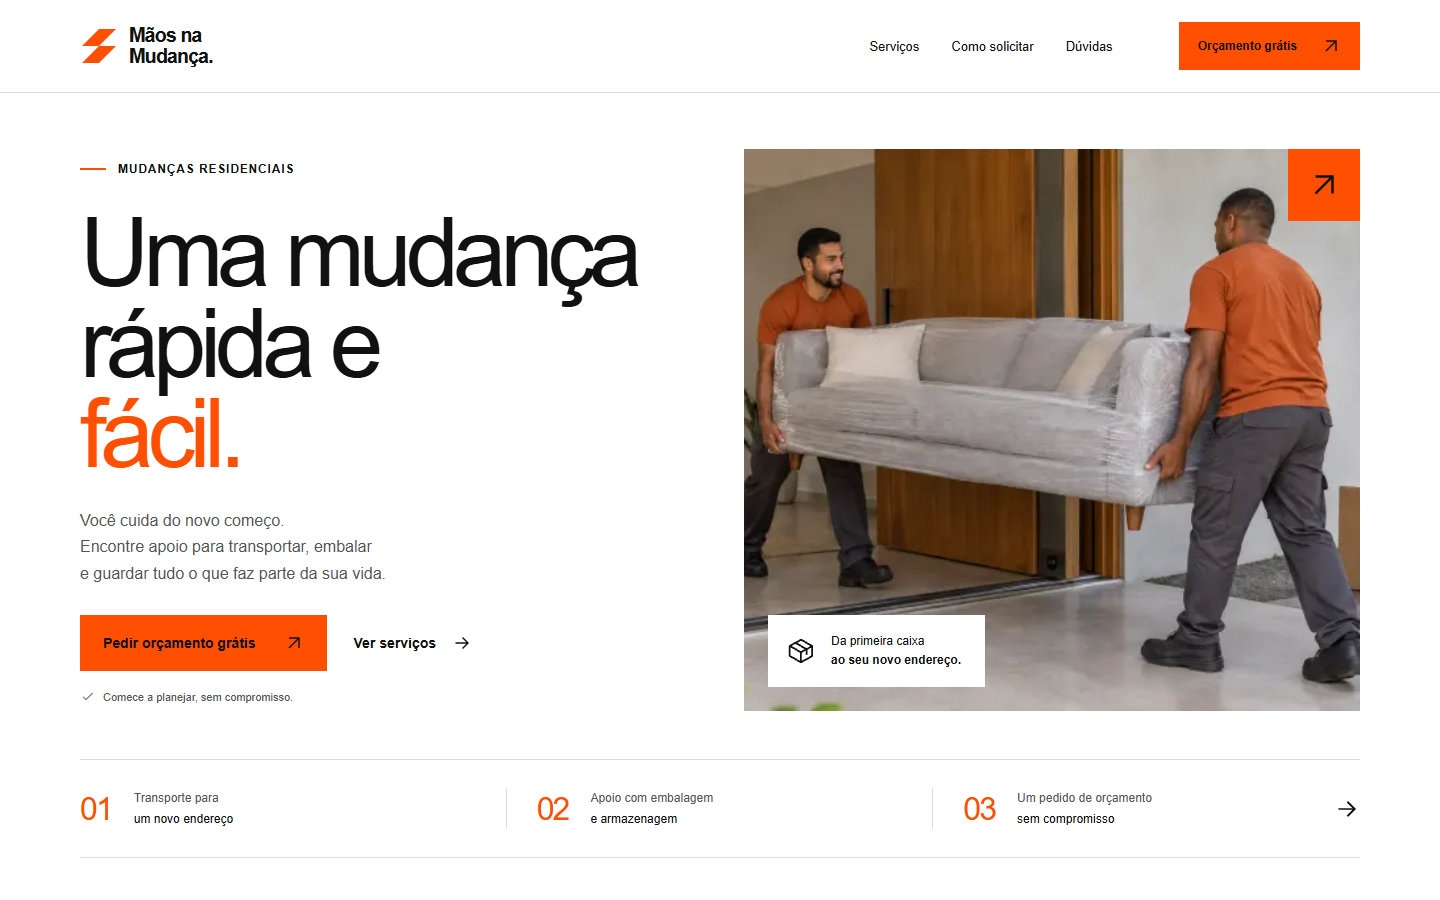 Mãos na
Mudança.
Serviços
Como solicitar
Dúvidas
Orçamento grátis
MUDANÇAS RESIDENCIAIS
Uma mudança
rápida e
fácil.
Você cuida do novo começo.
Encontre apoio para transportar, embalar
e guardar tudo o que faz parte da sua vida.
Pedir orçamento grátis
Ver serviços
Comece a planejar, sem compromisso.
Da primeira caixa
ao seu novo endereço.
01
Transporte para
um novo endereço
02
Apoio com embalagem
e armazenagem
03
Um pedido de orçamento
sem compromisso